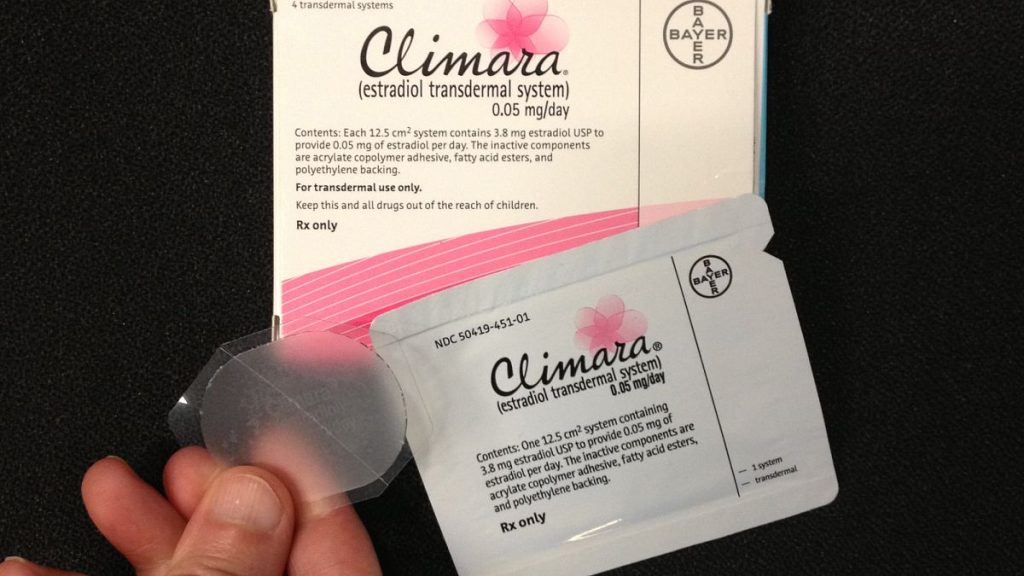 4 transdermal systems
Climara®
(estradiol transdermal system)
0.05 mg/day
BAYER
BAYER
Contents: Each 12.5 cm² system contains 3.8 mg estradiol USP to
provide 0.05 mg of estradiol per day. The inactive components
are acrylate copolymer adhesive, fatty acid esters, and
polyethylene backing.
For transdermal use only.
Keep this and all drugs out of the reach of children.
Rx only
NDC 50419-451-01
Climara®
(estradiol transdermal system)
0.05 mg/day
BAYER
BAYER
Contents: One 12.5 cm² system containing
3.8 mg estradiol USP to provide 0.05 mg of
estradiol per day. The inactive components are
acrylate copolymer adhesive, fatty acid esters,
and polyethylene backing.
Rx only
1 system
transdermal